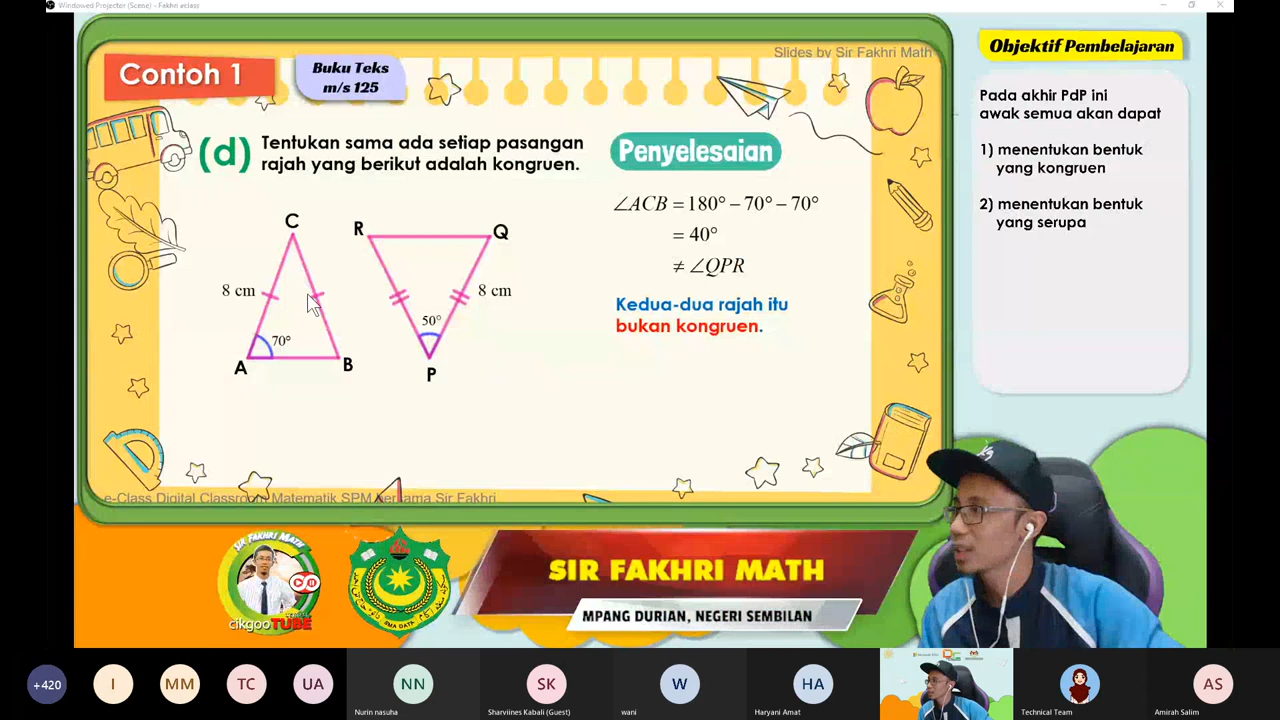 Windowed Projector (Scene) - Fakhri eclass
Slides by Sir Fakhri Math
Contoh 1
Buku Teks
m/s 125
(d)
Tentukan sama ada setiap pasangan
rajah yang berikut adalah kongruen.
C
8 cm
70°
A
B
R
Q
8 cm
50°
P
Penyelesaian
∠ACB = 180° – 70° – 70°
= 40°
≠ ∠QPR
Kedua-dua rajah itu
bukan kongruen.
Objektif Pembelajaran
Pada akhir PdP ini
awak semua akan dapat
1) menentukan bentuk
yang kongruen
2) menentukan bentuk
yang serupa
e-Class Digital Classroom Matematik SPM bersama Sir Fakhri
SIR FAKHRI MATH
cikgooTUBE
SIR FAKHRI MATH
MPANG DURIAN, NEGERI SEMBILAN
+420
I
MM
TC
UA
NN
Nurin nasuha
SK
Sharviines Kabali (Guest)
W
wani
HA
Haryani Amat
Technical Team
AS
Amirah Salim